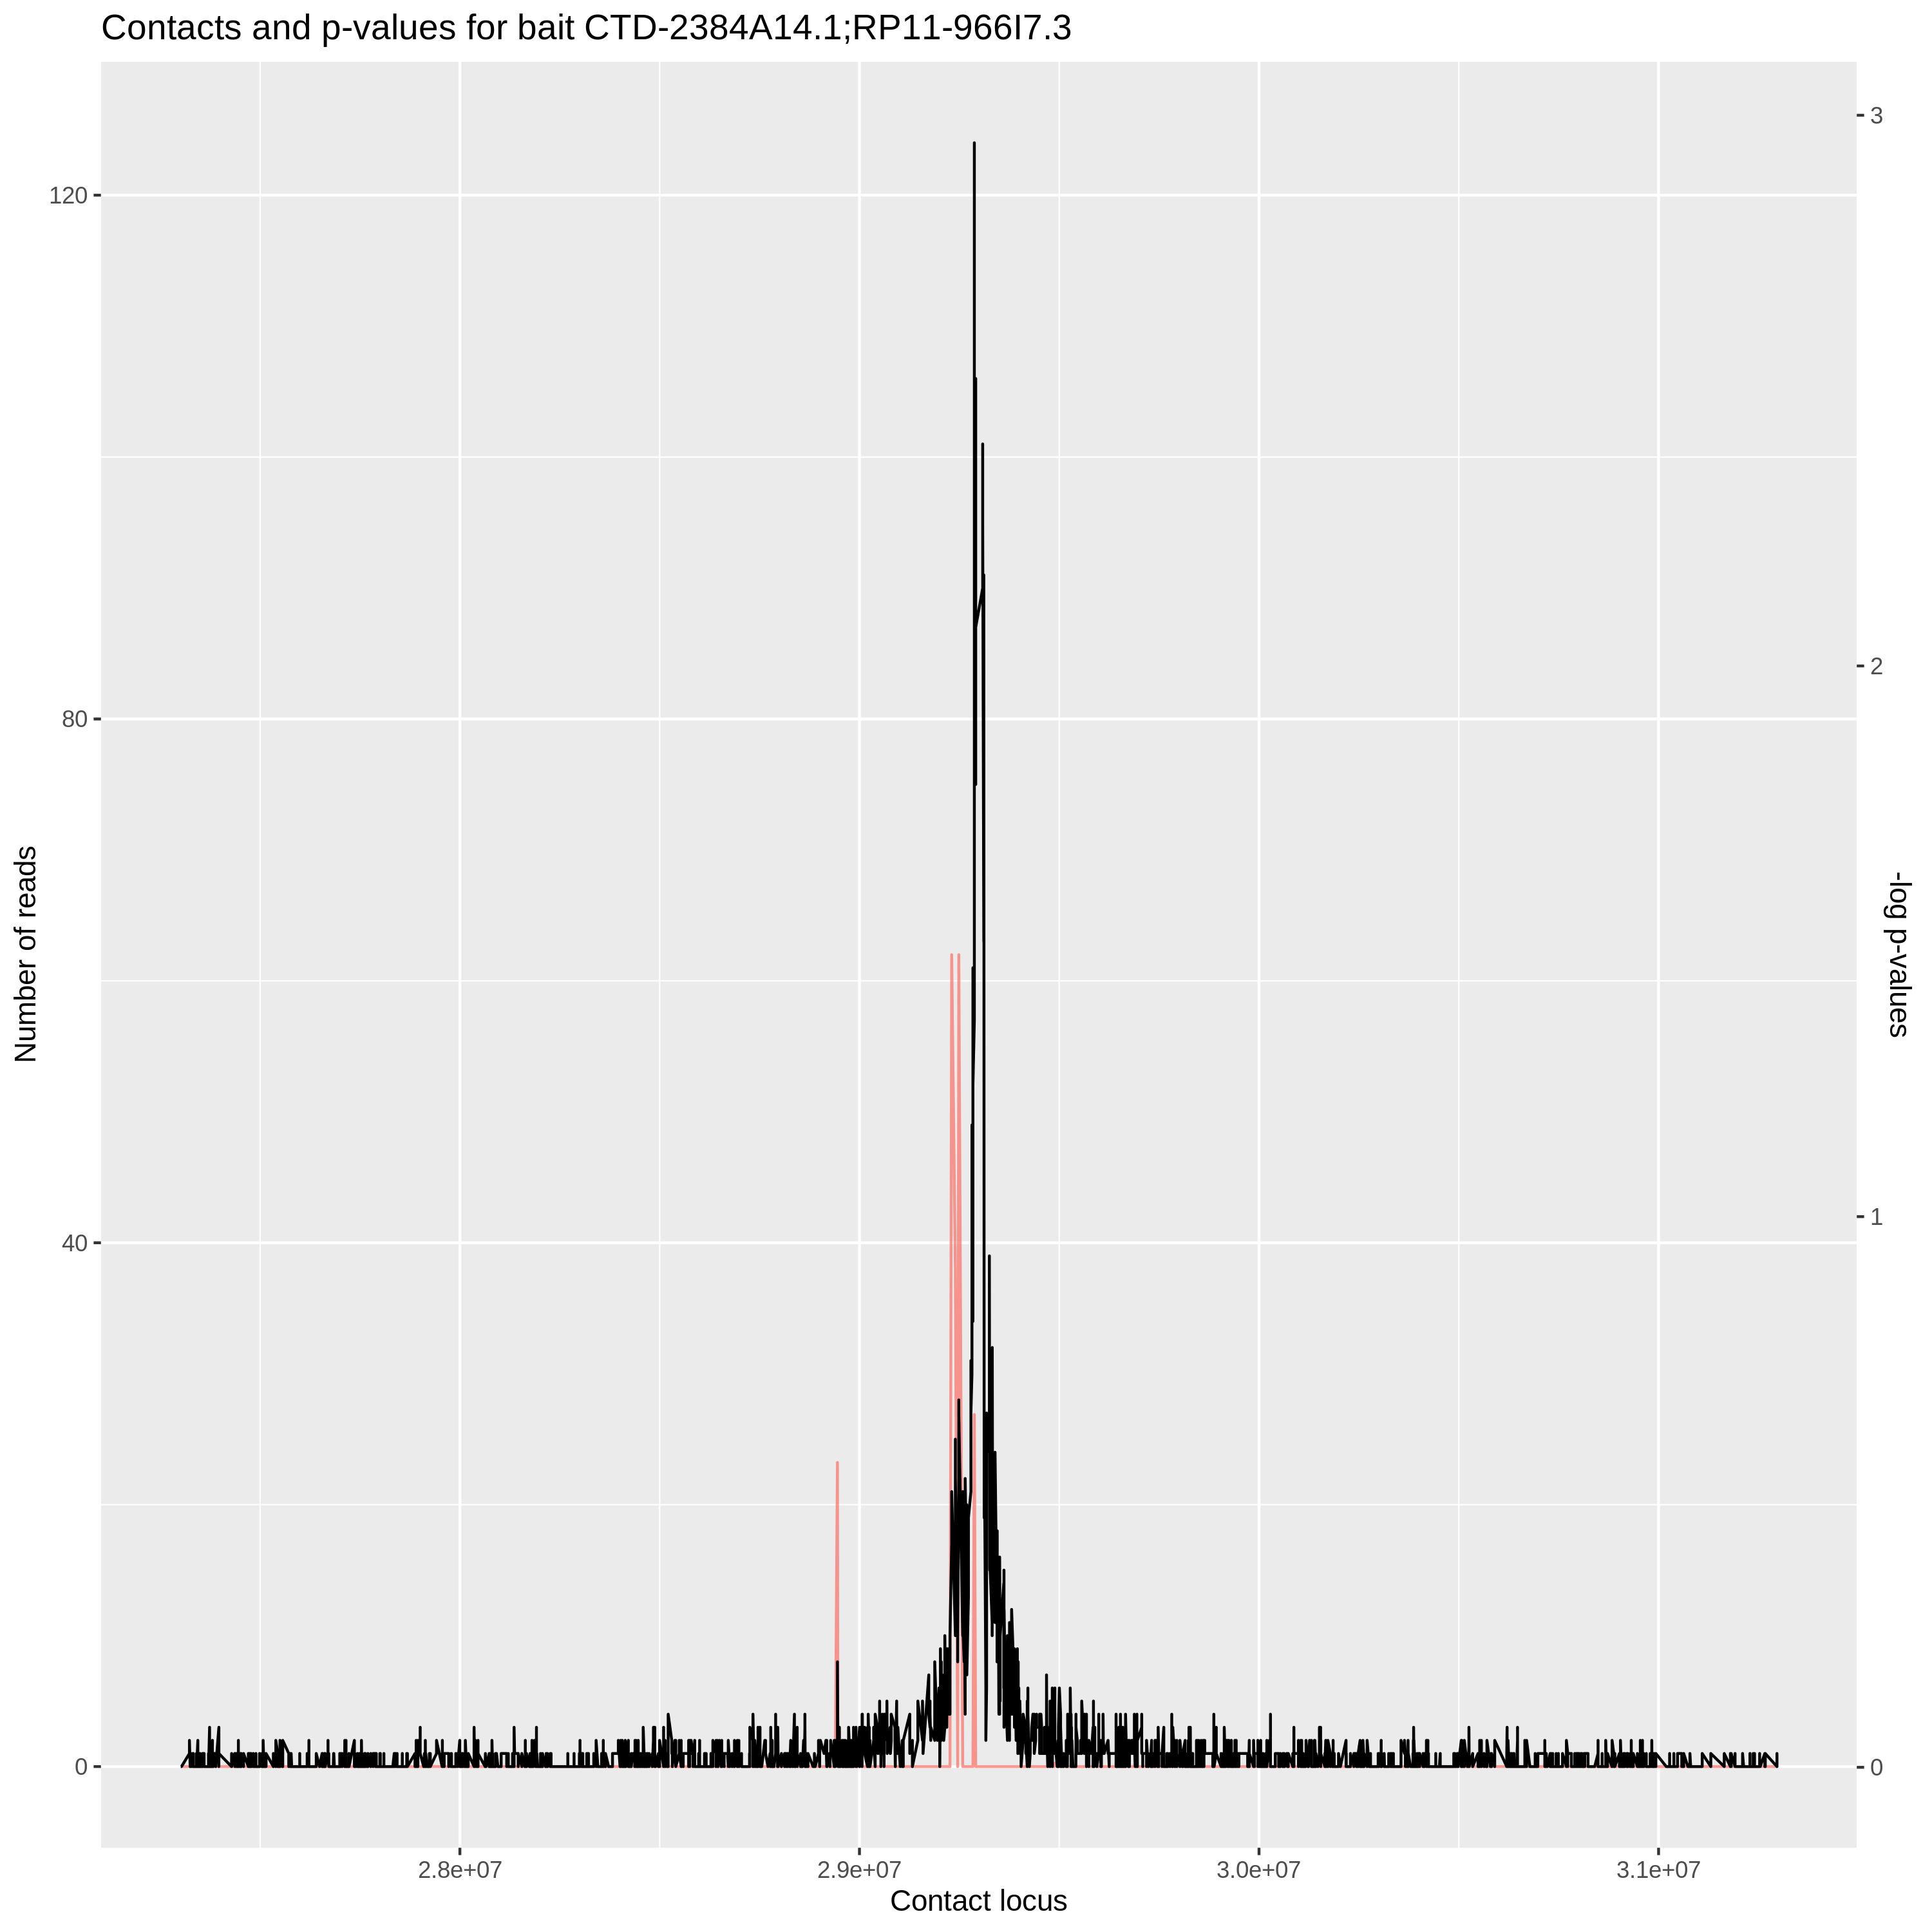 Contacts and p-values for bait CTD-2384A14.1;RP11-966I7.3
120
80
40
0
Number of reads
3
2
1
0
-log p-values
2.8e+07
2.9e+07
3.0e+07
3.1e+07
Contact locus